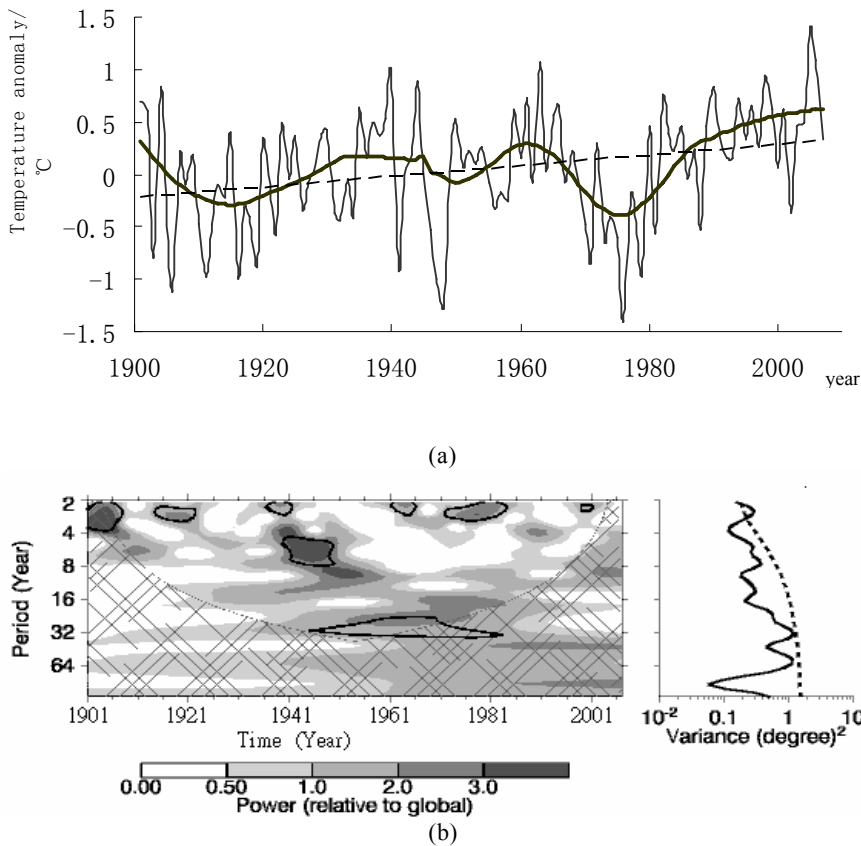 Temperature anomaly/
℃
1.5
1
0.5
0
-0.5
-1
-1.5
1900 1920 1940 1960 1980 2000 year
(a)
Period (Year)
2
4
8
16
32
64
1901 1921 1941 1961 1981 2001
Time (Year)
10-2 0.1 1 10
Variance (degree)2
0.00 0.50 1.0 2.0 3.0
Power (relative to global)
(b)